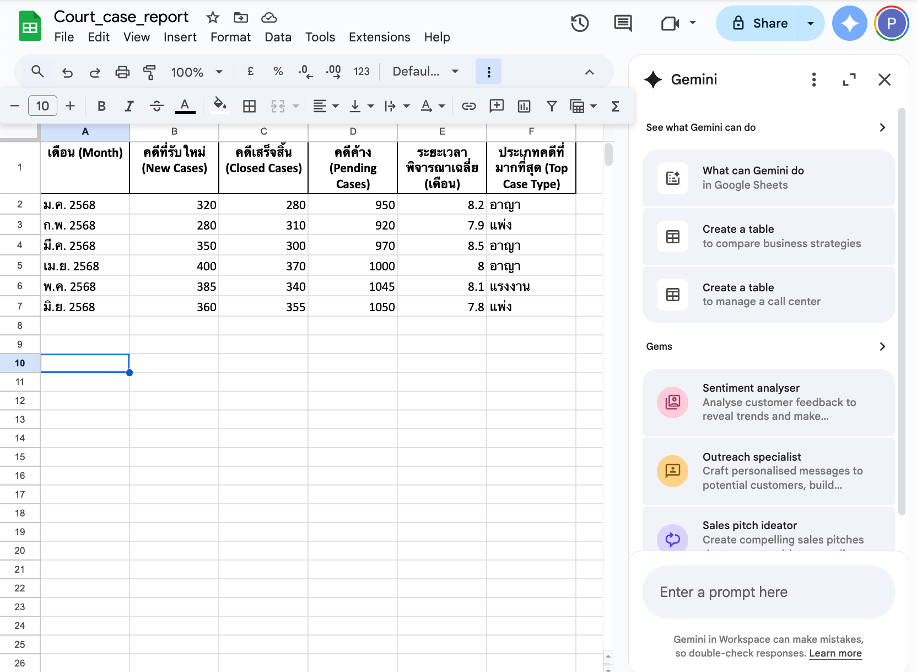 Court_case_report
File Edit View Insert Format Data Tools Extensions Help
Share
P
100% £ % .0 .00 123 Defaul...
10 B I A Σ
A B C D E F
1 เดือน (Month) คดีที่รับใหม่ (New Cases) คดีเสร็จสิ้น (Closed Cases) คดีค้าง (Pending Cases) ระยะเวลาพิจารณาเฉลี่ย (เดือน) ประเภทคดีที่มากที่สุด (Top Case Type)
2 ม.ค. 2568 320 280 950 8.2 อาญา
3 ก.พ. 2568 280 310 920 7.9 แพ่ง
4 มี.ค. 2568 350 300 970 8.5 อาญา
5 เม.ย. 2568 400 370 1000 8 อาญา
6 พ.ค. 2568 385 340 1045 8.1 แรงงาน
7 มิ.ย. 2568 360 355 1050 7.8 แพ่ง
8
9
10
11
12
13
14
15
16
17
18
19
20
21
22
23
24
25
26
Gemini
See what Gemini can do
What can Gemini do
in Google Sheets
Create a table
to compare business strategies
Create a table
to manage a call center
Gems
Sentiment analyser
Analyse customer feedback to
reveal trends and make...
Outreach specialist
Craft personalised messages to
potential customers, build...
Sales pitch ideator
Create compelling sales pitches
Enter a prompt here
Gemini in Workspace can make mistakes,
so double-check responses. Learn more